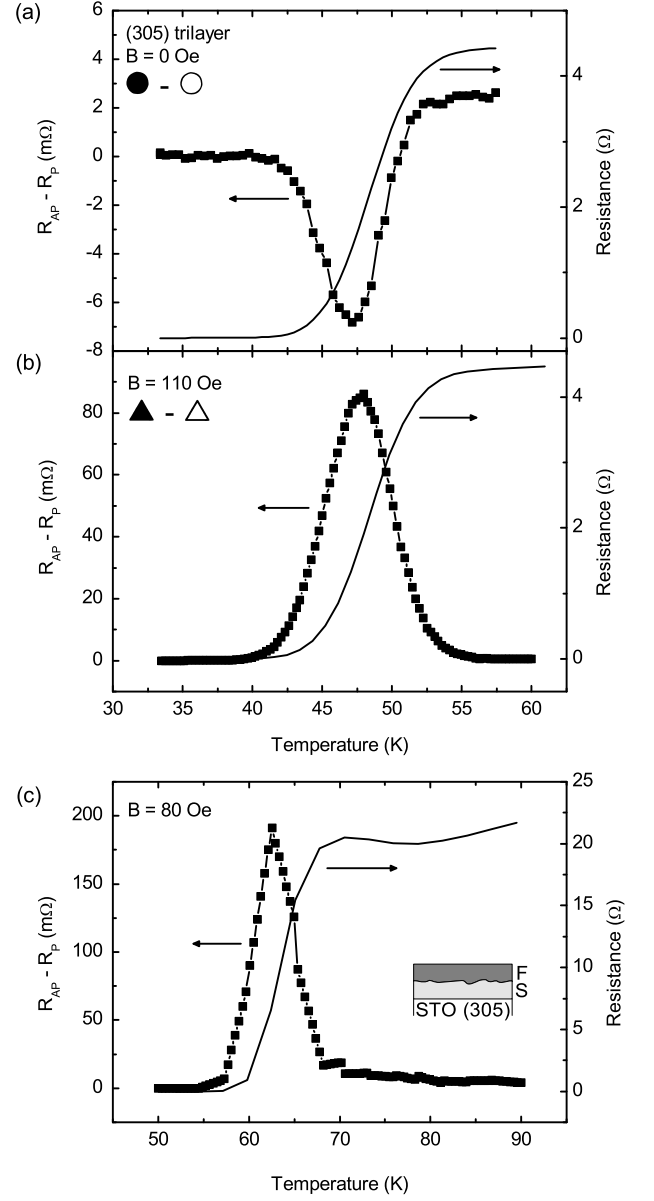 (a)
(305) trilayer
B = 0 Oe
-
6
4
2
0
-2
-4
-6
-8
R_AP - R_P (mΩ)
4
2
0
Resistance (Ω)
(b)
B = 110 Oe
-
80
60
40
20
0
R_AP - R_P (mΩ)
4
2
0
Resistance (Ω)
30 35 40 45 50 55 60
Temperature (K)
(c)
B = 80 Oe
200
150
100
50
0
R_AP - R_P (mΩ)
25
20
15
10
5
0
Resistance (Ω)
F
S
STO (305)
50 60 70 80 90
Temperature (K)